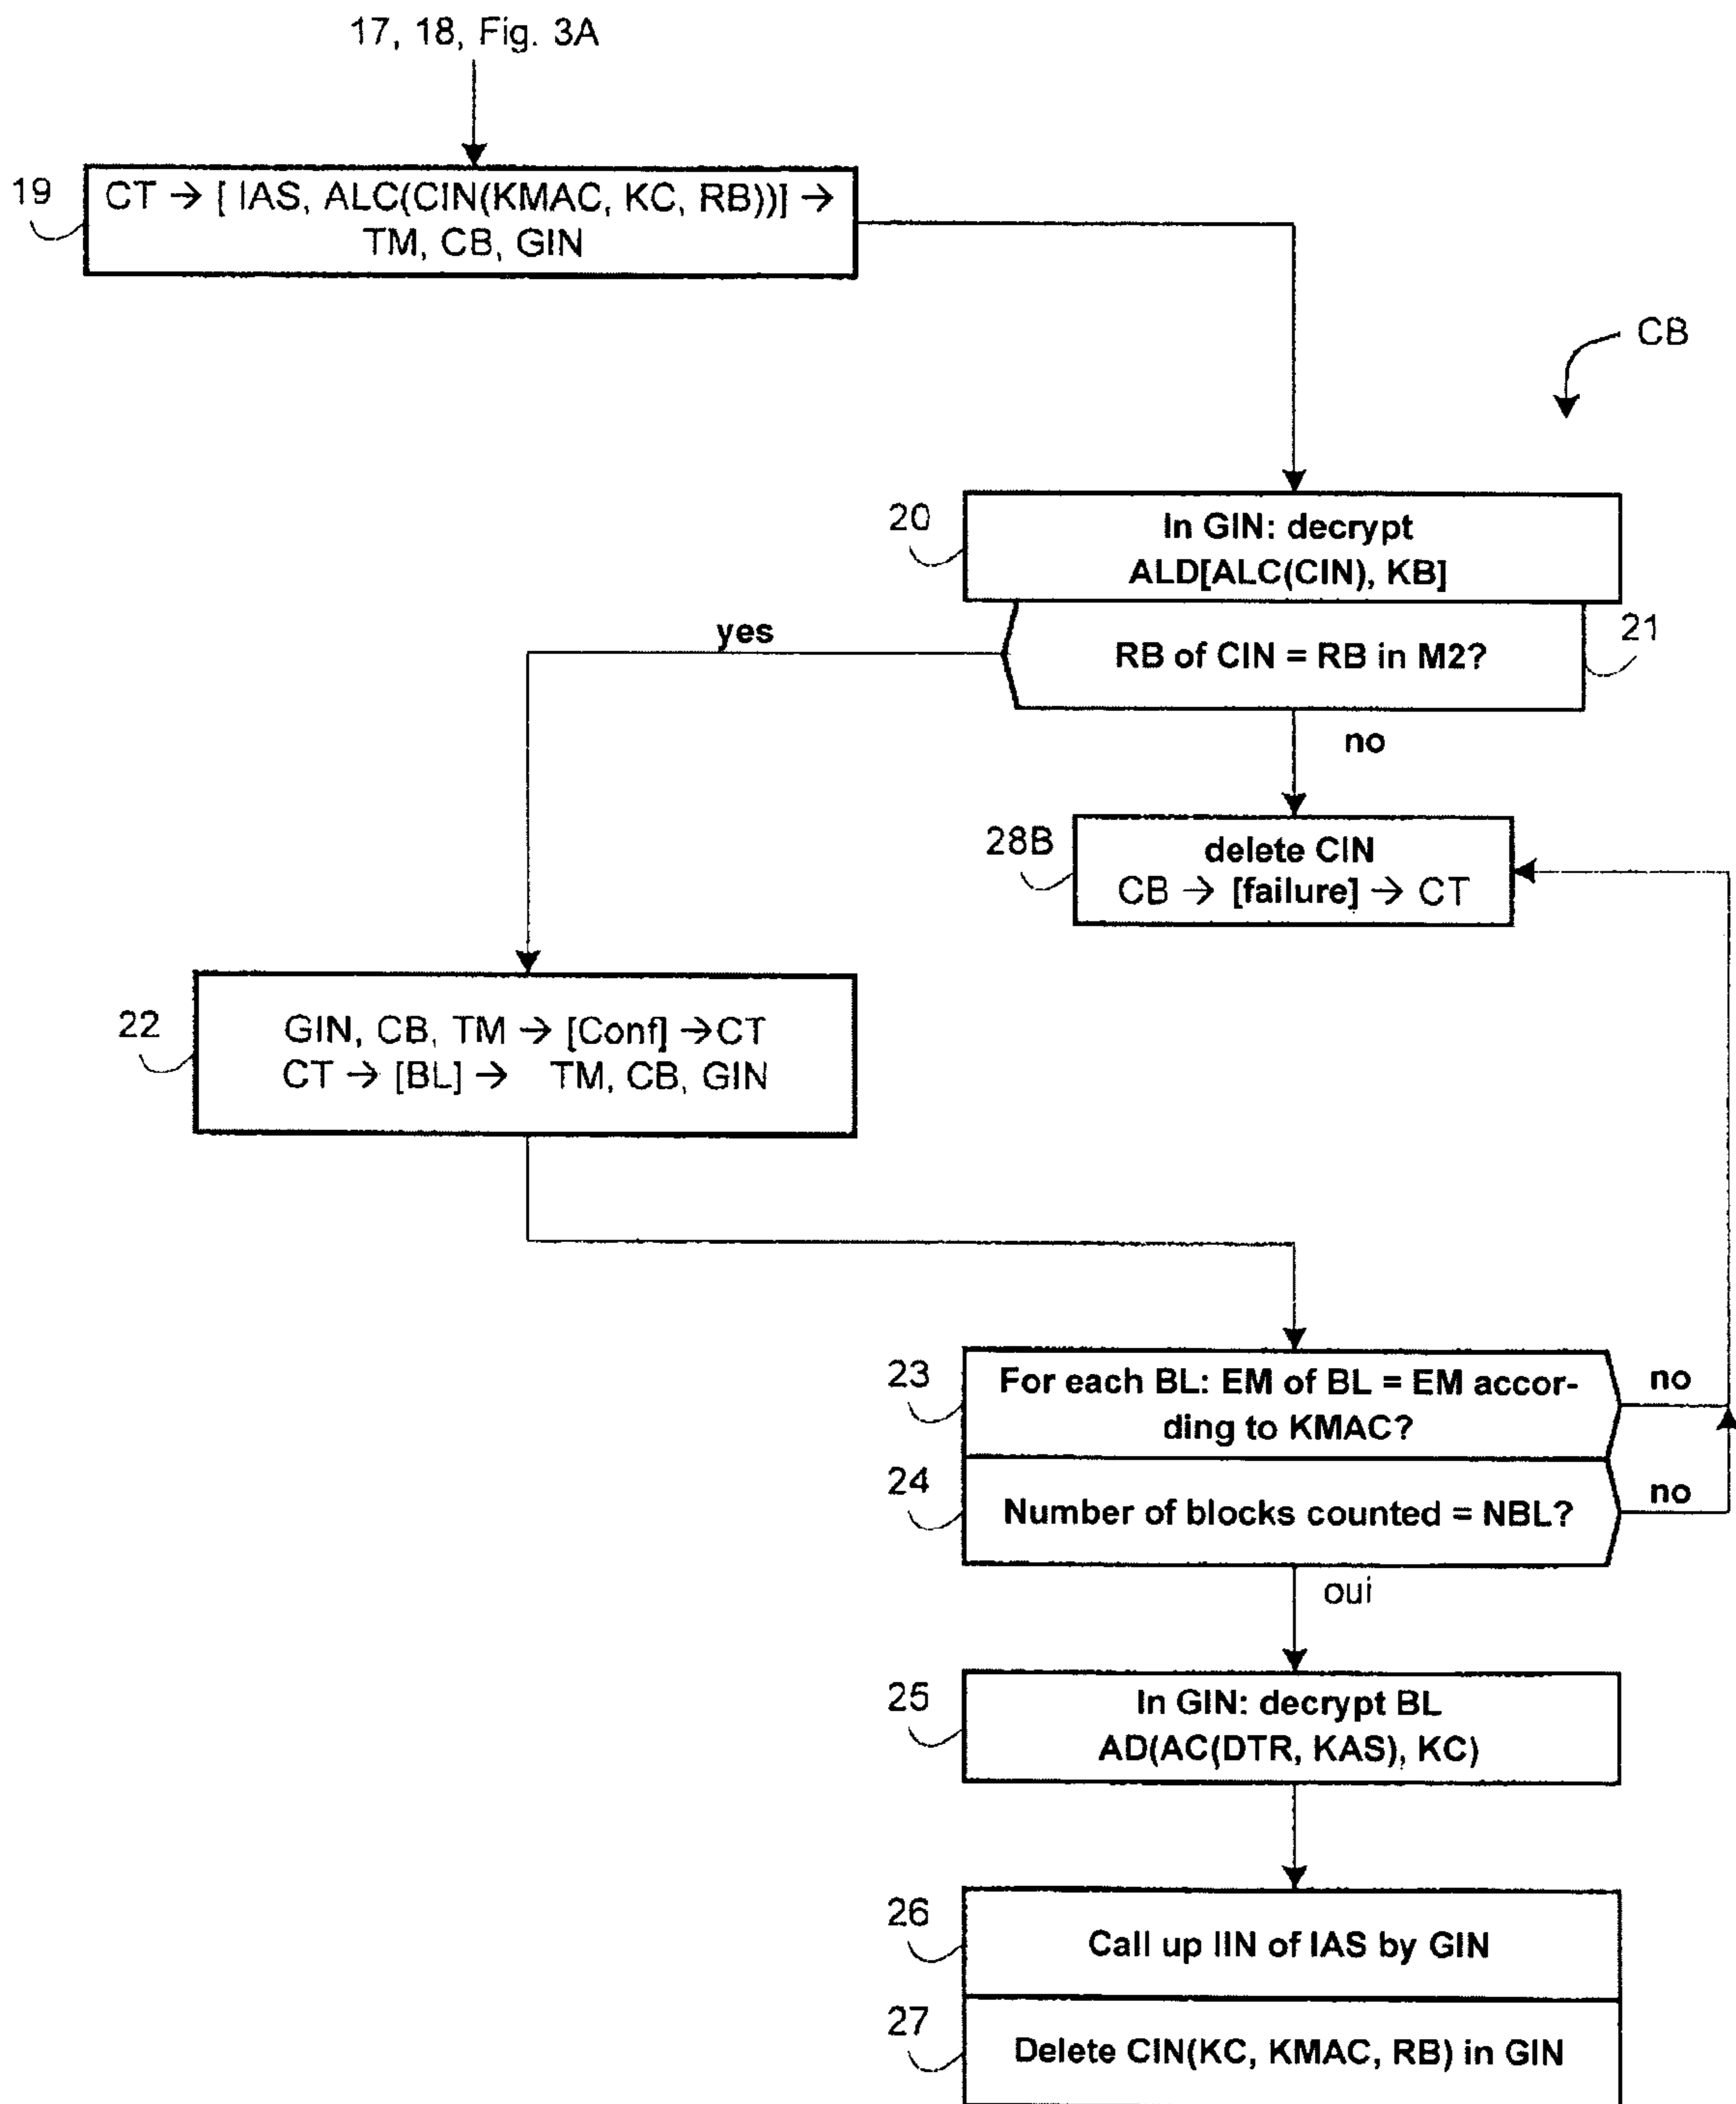 17, 18, Fig. 3A
19
CT → [ IAS, ALC(CIN(KMAC, KC, RB))] →
TM, CB, GIN
CB
20
In GIN: decrypt
ALD[ALC(CIN), KB]
21
RB of CIN = RB in M2?
yes
no
28B
delete CIN
CB → [failure] → CT
22
GIN, CB, TM → [Conf] →CT
CT → [BL] → TM, CB, GIN
23
For each BL: EM of BL = EM accor-
ding to KMAC?
no
24
Number of blocks counted = NBL?
no
oui
25
In GIN: decrypt BL
AD(AC(DTR, KAS), KC)
26
Call up IIN of IAS by GIN
27
Delete CIN(KC, KMAC, RB) in GIN